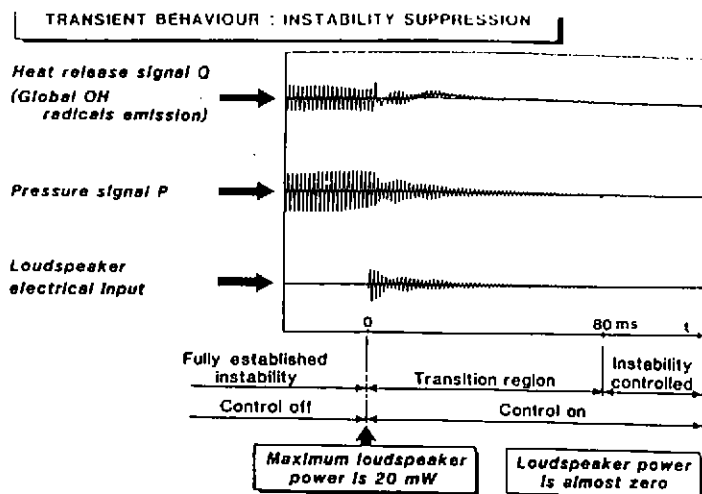 TRANSIENT BEHAVIOUR : INSTABILITY SUPPRESSION
Heat release signal Q
(Global OH
radicals emission)
Pressure signal P
Loudspeaker
electrical input
0
80 ms
t
Fully established
instability
Transition region
Instability
controlled
Control off
Control on
Maximum loudspeaker
power is 20 mW
Loudspeaker power
is almost zero